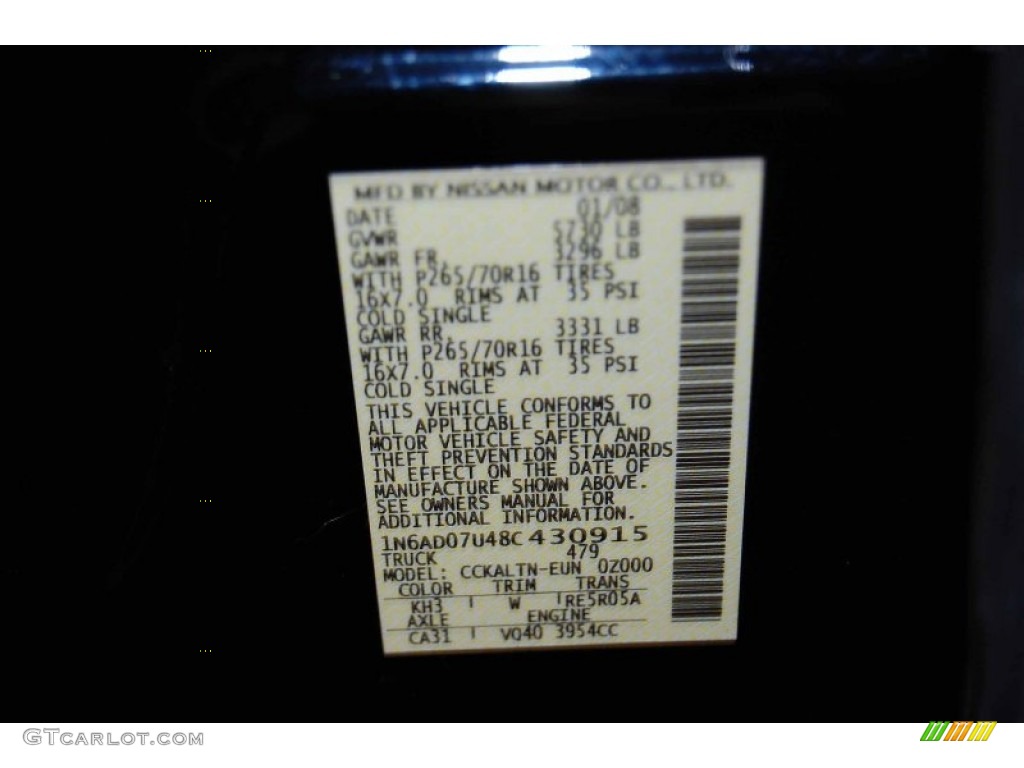 MFD BY NISSAN MOTOR CO., LTD.
DATE 01/08
GVWR 5730 LB
GAWR FR. 3296 LB
WITH P265/70R16 TIRES
16X7.0 RIMS AT 35 PSI
COLD SINGLE
GAWR RR. 3331 LB
WITH P265/70R16 TIRES
16X7.0 RIMS AT 35 PSI
COLD SINGLE
THIS VEHICLE CONFORMS TO
ALL APPLICABLE FEDERAL
MOTOR VEHICLE SAFETY AND
THEFT PREVENTION STANDARDS
IN EFFECT ON THE DATE OF
MANUFACTURE SHOWN ABOVE.
SEE OWNERS MANUAL FOR
ADDITIONAL INFORMATION.
1N6AD07U48C430915
TRUCK 479
MODEL: CCKALTN-EUN 0Z000
COLOR TRIM TRANS
KH3 W RE5R05A
AXLE ENGINE
CA31 VQ40 3954CC
GTCARLOT.COM